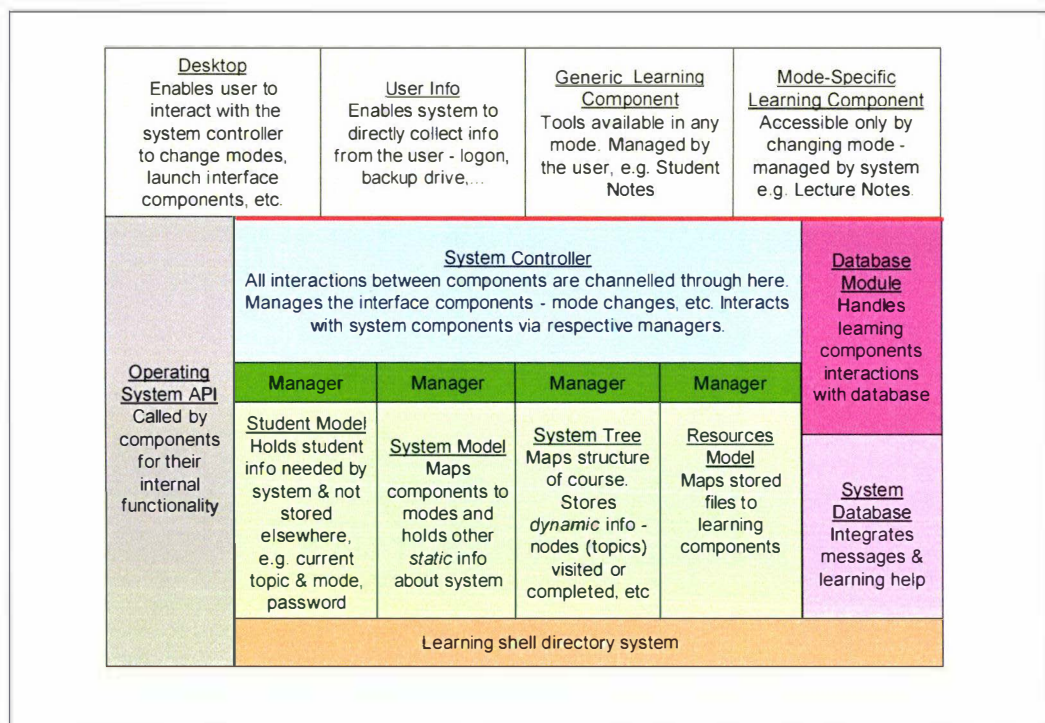 Desktop
Enables user to
interact with the
system controller
to change modes,
launch interface
components, etc.
User Info
Enables system to
directly collect info
from the user - logon,
backup drive,...
Generic Learning
Component
Tools available in any
mode. Managed by
the user, e.g. Student
Notes
Mode-Specific
Learning Component
Accessible only by
changing mode -
managed by system
e.g. Lecture Notes.
Operating
System API
Called by
components
for their
internal
functionality
System Controller
All interactions between components are channelled through here.
Manages the interface components - mode changes, etc. Interacts
with system components via respective managers.
Database
Module
Handles
learning
components
interactions
with database
Manager
Manager
Manager
Manager
Student Model
Holds student
info needed by
system & not
stored
elsewhere,
e.g. current
topic & mode,
password
System Model
Maps
components to
modes and
holds other
static info
about system
System Tree
Maps structure
of course.
Stores
dynamic info -
nodes (topics)
visited or
completed, etc
Resources
Model
Maps stored
files to
learning
components
System
Database
Integrates
messages &
learning help
Learning shell directory system